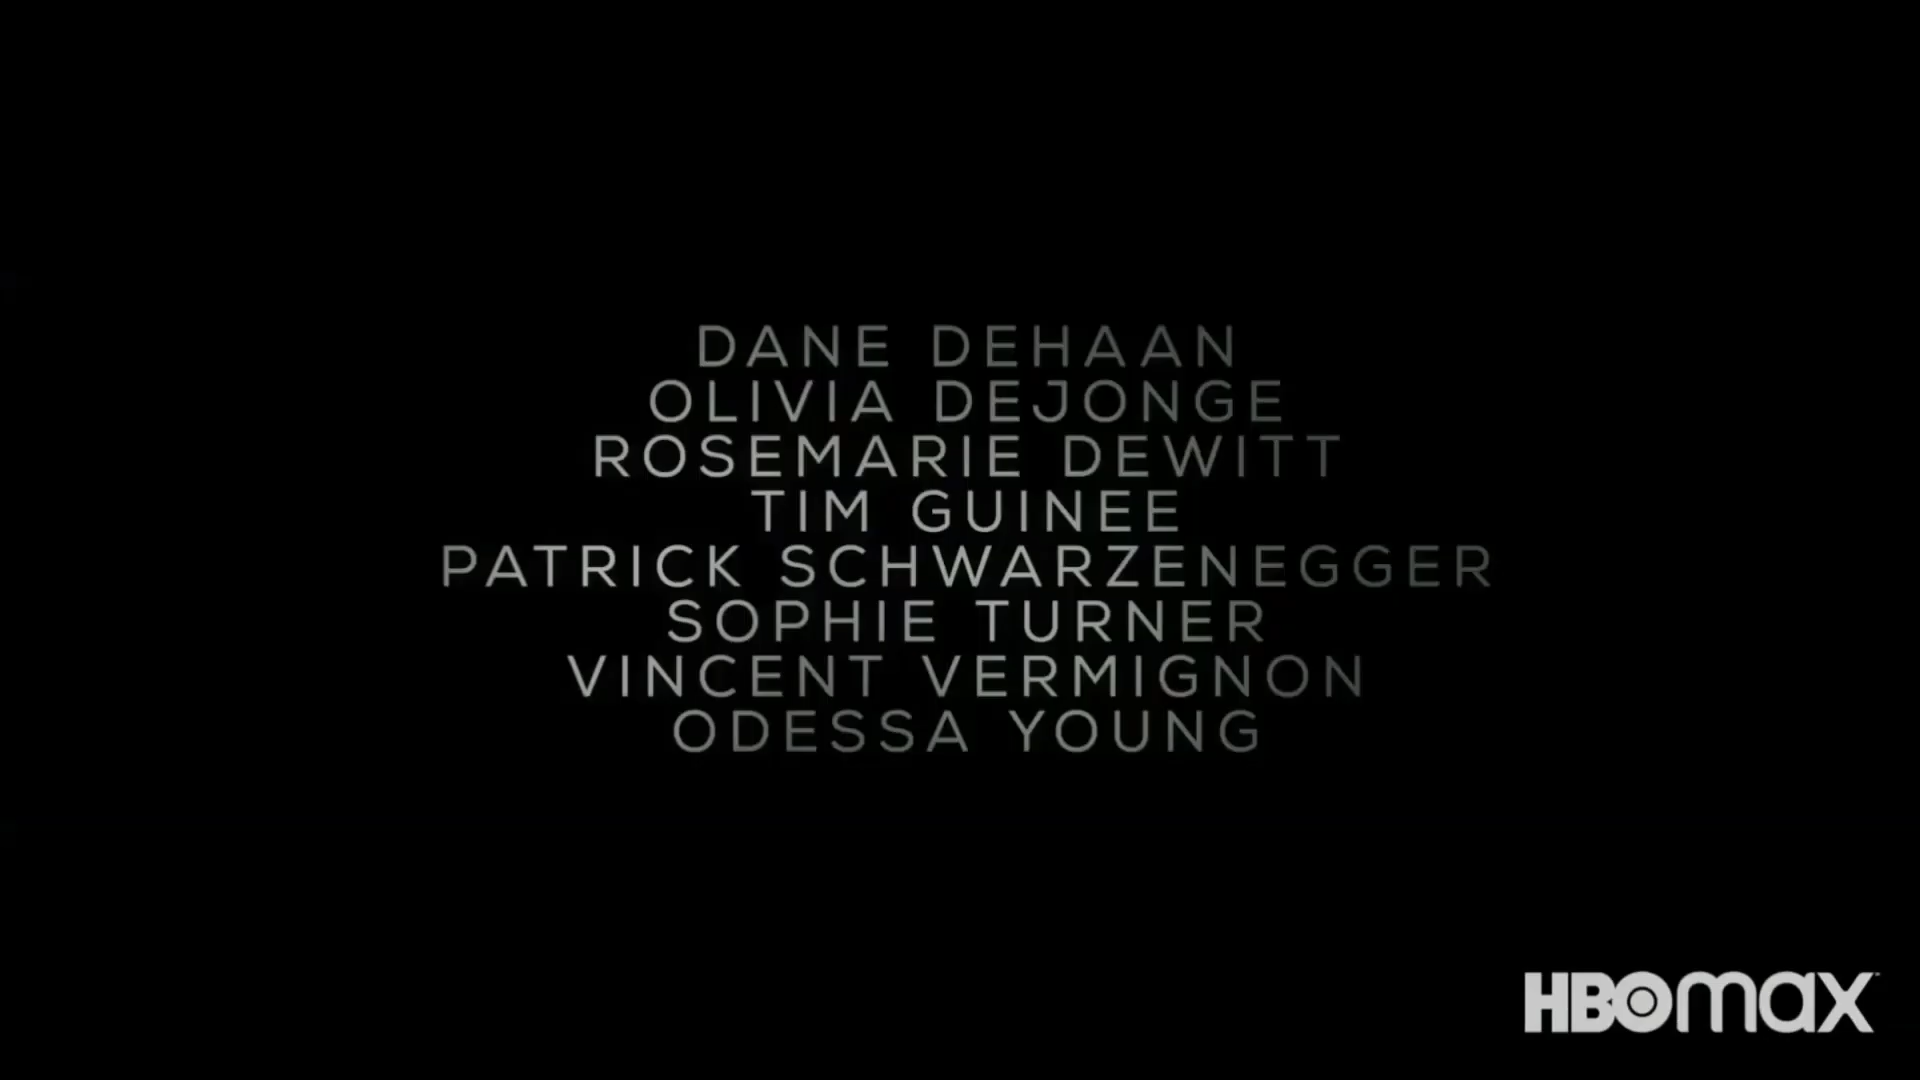 DANE DEHAAN
OLIVIA DEJONGE
ROSEMARIE DEWITT
TIM GUINEE
PATRICK SCHWARZENEGGER
SOPHIE TURNER
VINCENT VERMIGNON
ODESSA YOUNG
HBOmax